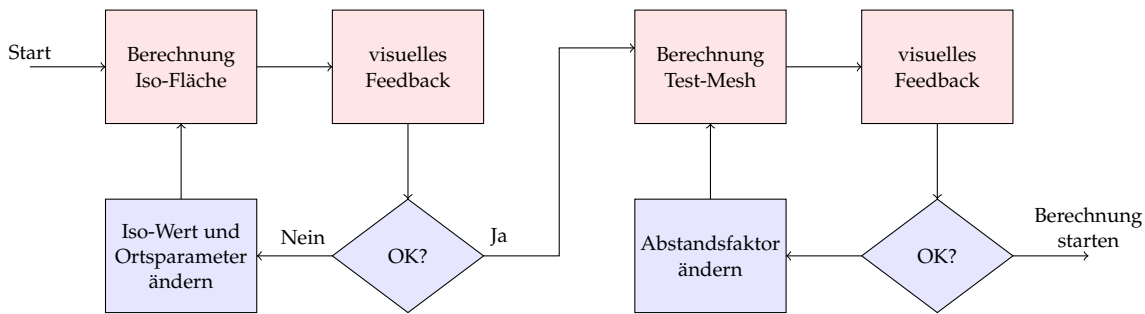 Start
Berechnung
Iso-Fläche
visuelles
Feedback
Berechnung
Test-Mesh
visuelles
Feedback
Iso-Wert und
Ortsparameter
ändern
Nein
OK?
Ja
Abstandsfaktor
ändern
OK?
Berechnung
starten